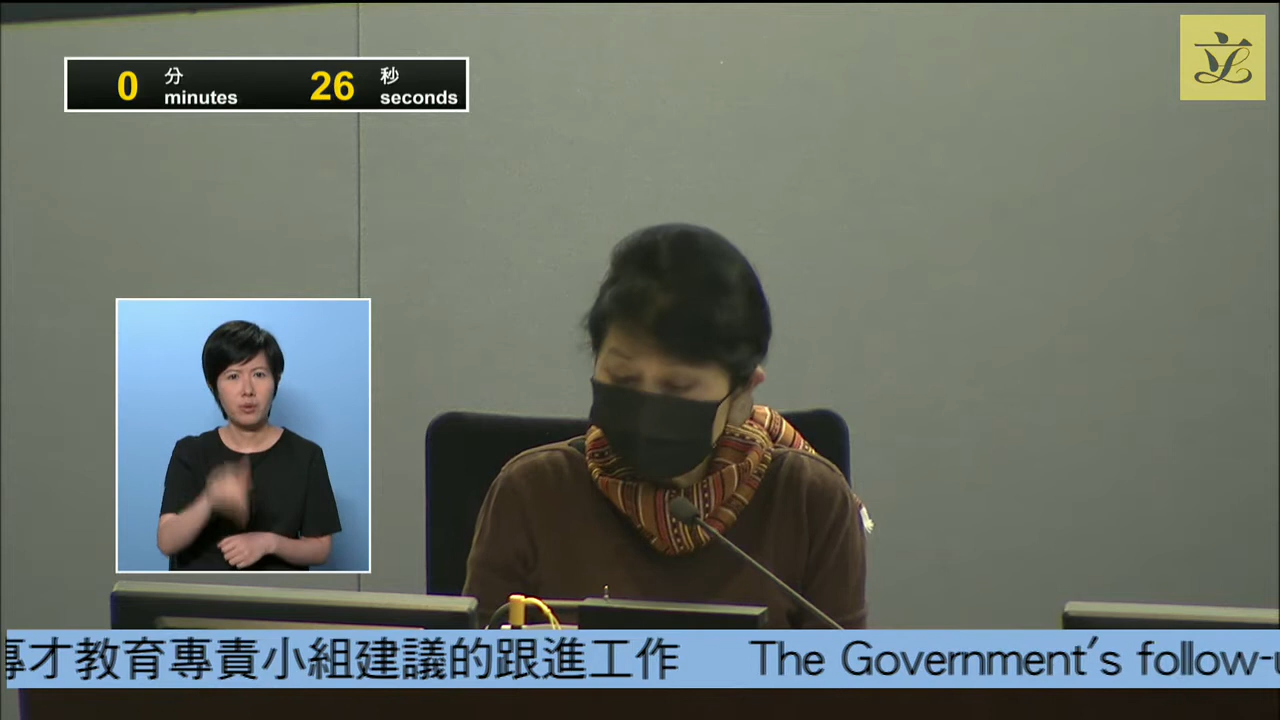 0 分 26 秒
minutes seconds
立
才教育專責小組建議的跟進工作 The Government's follow-